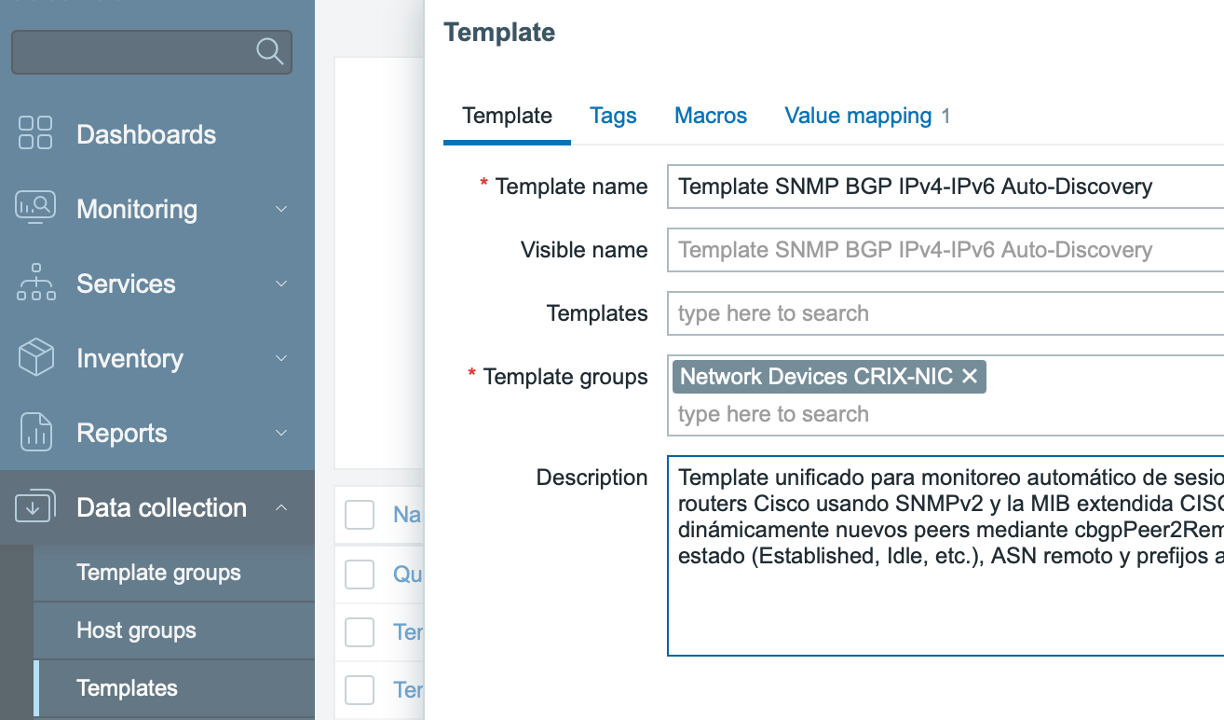 Dashboards
Monitoring
Services
Inventory
Reports
Data collection
Template groups
Host groups
Templates
Na
Qu
Ter
Ter
Template
Template Tags Macros Value mapping 1
* Template name Template SNMP BGP IPv4-IPv6 Auto-Discovery
Visible name Template SNMP BGP IPv4-IPv6 Auto-Discovery
Templates type here to search
* Template groups Network Devices CRIX-NIC ✕
type here to search
Description Template unificado para monitoreo automático de sesio
routers Cisco usando SNMPv2 y la MIB extendida CISC
dinámicamente nuevos peers mediante cbgpPeer2Rem
estado (Established, Idle, etc.), ASN remoto y prefijos a